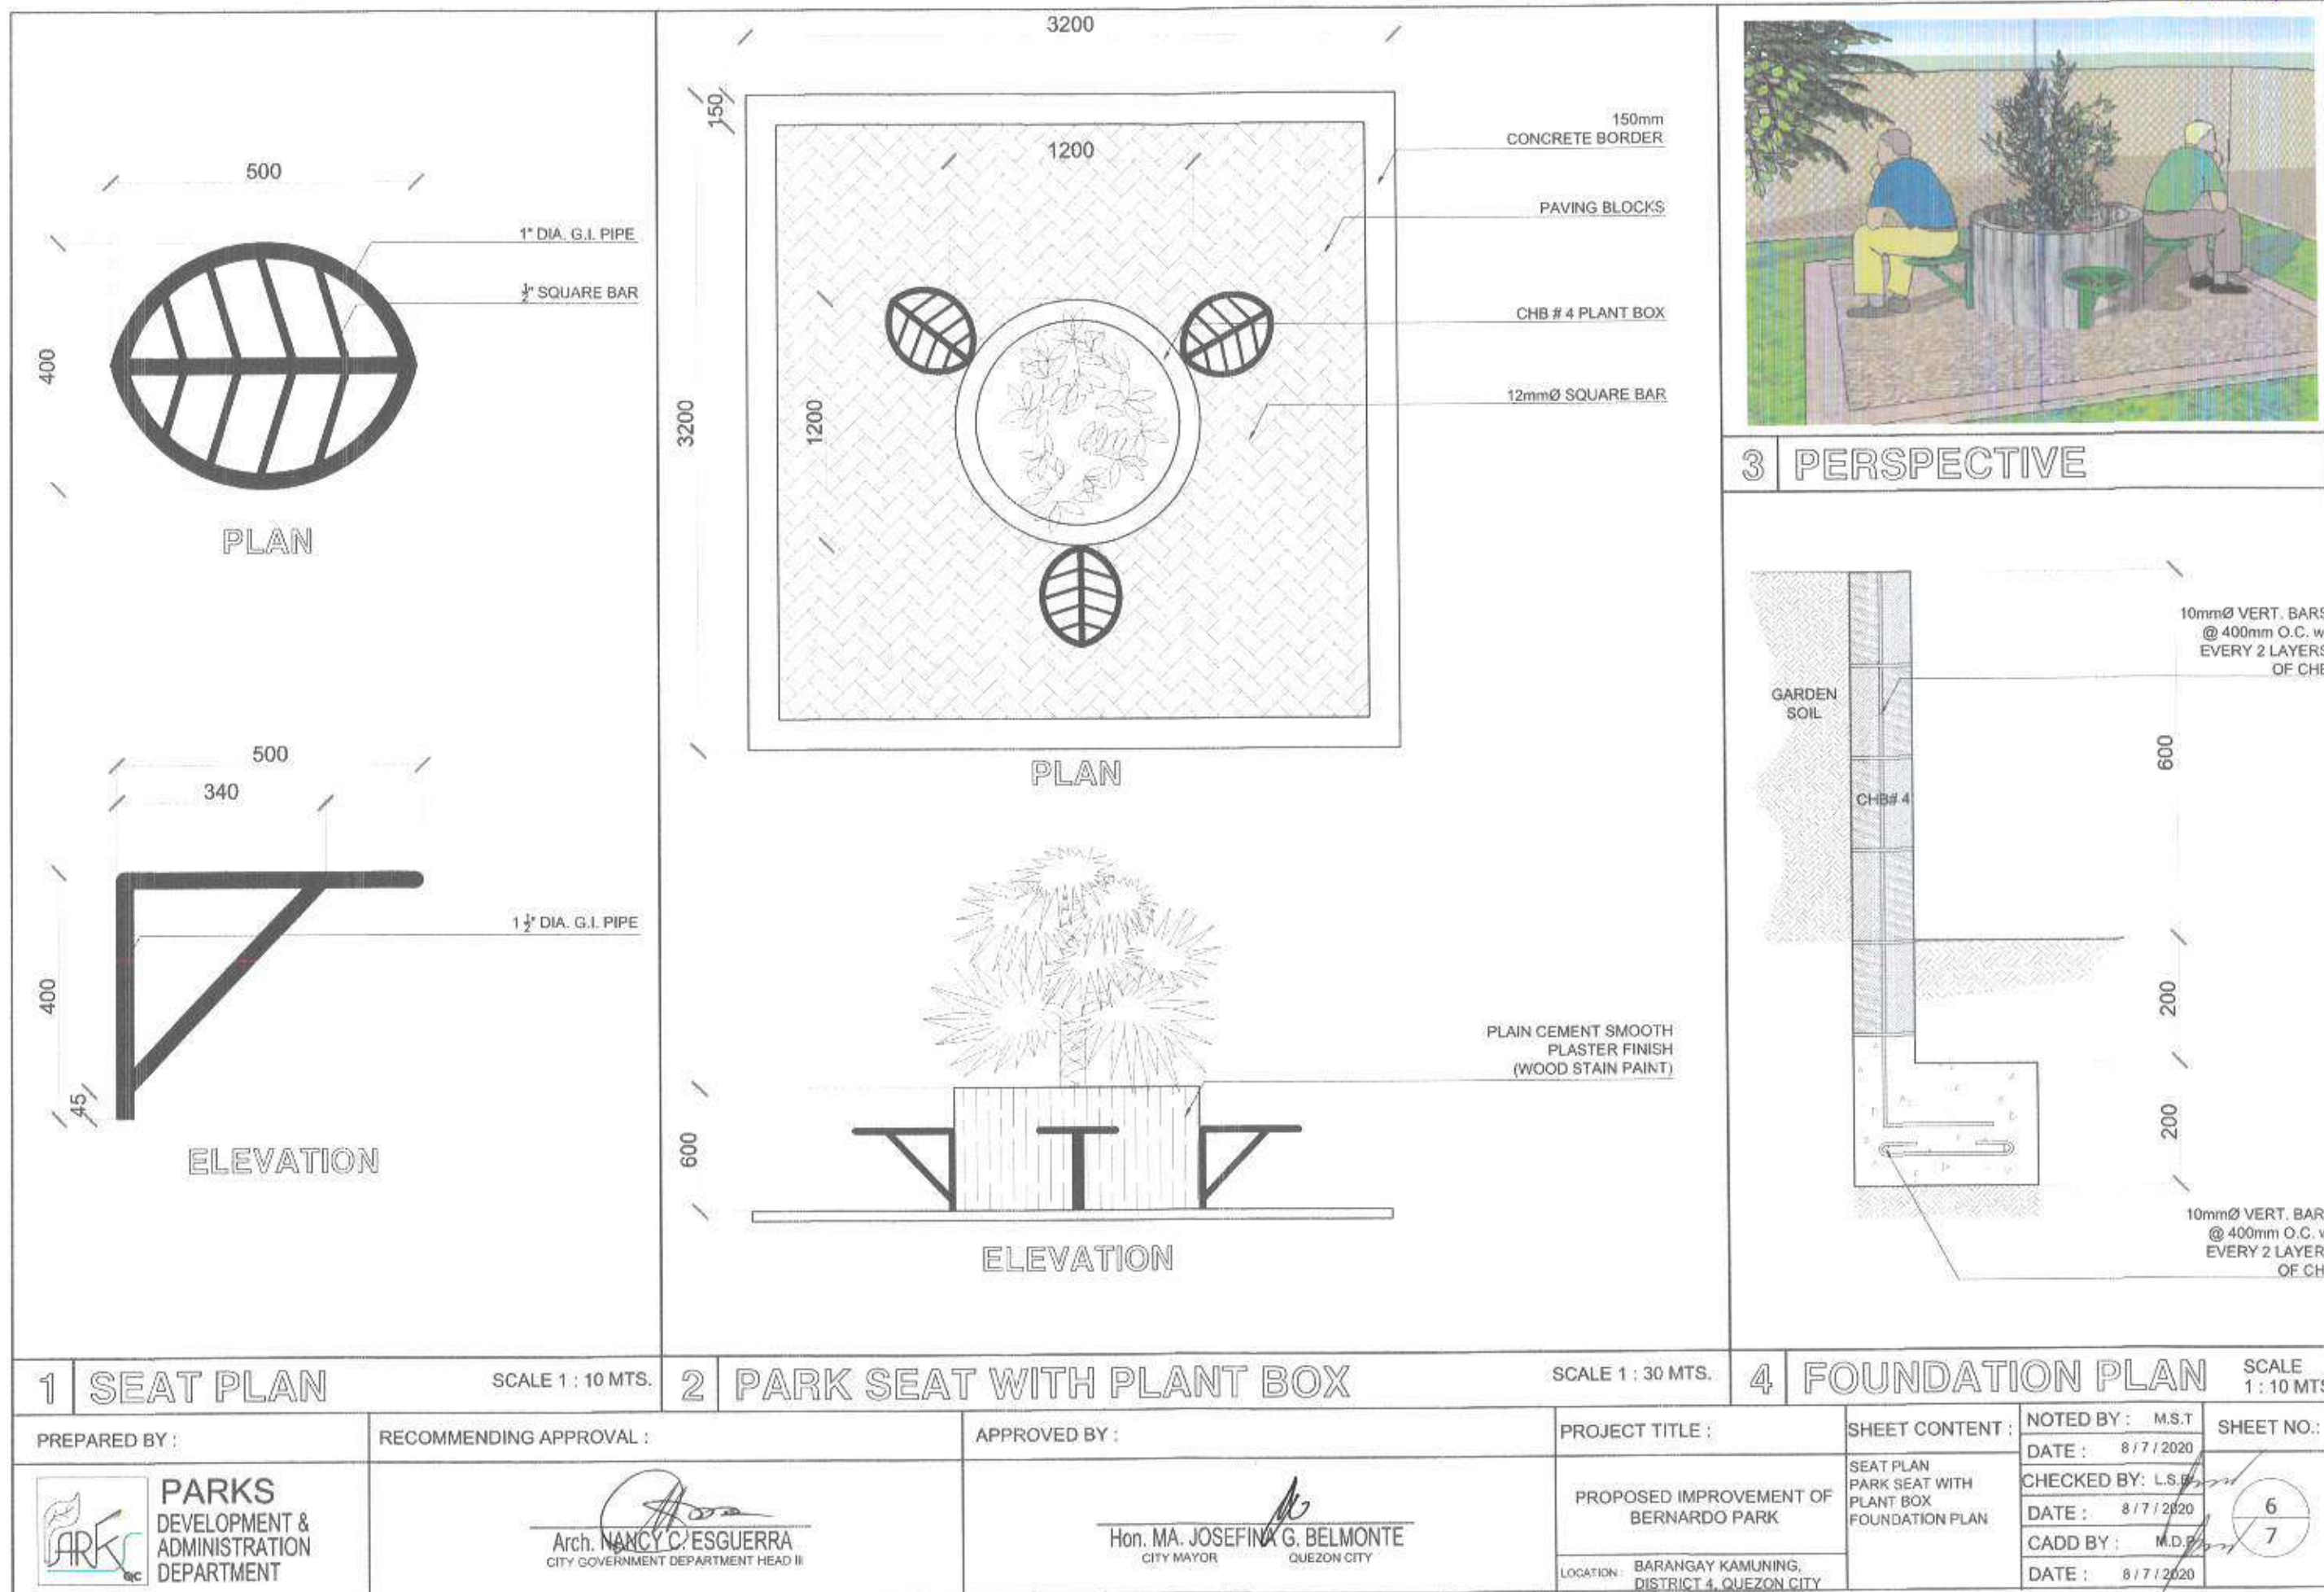 500
1" DIA. G.I. PIPE
½" SQUARE BAR
400
PLAN
500
340
1 ½" DIA. G.I. PIPE
400
45
ELEVATION
1 SEAT PLAN
SCALE 1 : 10 MTS.
3200
150
1200
150mm
CONCRETE BORDER
PAVING BLOCKS
CHB # 4 PLANT BOX
12mmØ SQUARE BAR
3200
1200
PLAN
PLAIN CEMENT SMOOTH
PLASTER FINISH
(WOOD STAIN PAINT)
600
ELEVATION
2 PARK SEAT WITH PLANT BOX
SCALE 1 : 30 MTS.
3 PERSPECTIVE
10mmØ VERT. BARS
@ 400mm O.C. w
EVERY 2 LAYERS
OF CHB
GARDEN
SOIL
600
CHB# 4
200
200
10mmØ VERT. BAR
@ 400mm O.C. w
EVERY 2 LAYER
OF CH
4 FOUNDATION PLAN
SCALE
1 : 10 MTS
PREPARED BY :
PARKS
DEVELOPMENT &
ADMINISTRATION
DEPARTMENT
PARKS
QC
RECOMMENDING APPROVAL :
Arch. NANCY C. ESGUERRA
CITY GOVERNMENT DEPARTMENT HEAD III
APPROVED BY :
Hon. MA. JOSEFINA G. BELMONTE
CITY MAYOR QUEZON CITY
PROJECT TITLE :
PROPOSED IMPROVEMENT OF
BERNARDO PARK
LOCATION : BARANGAY KAMUNING,
DISTRICT 4, QUEZON CITY
SHEET CONTENT :
SEAT PLAN
PARK SEAT WITH
PLANT BOX
FOUNDATION PLAN
NOTED BY : M.S.T
DATE : 8 / 7 / 2020
CHECKED BY: L.S.B
DATE : 8 / 7 / 2020
CADD BY : M.D.P
DATE : 8 / 7 / 2020
SHEET NO.:
6
7